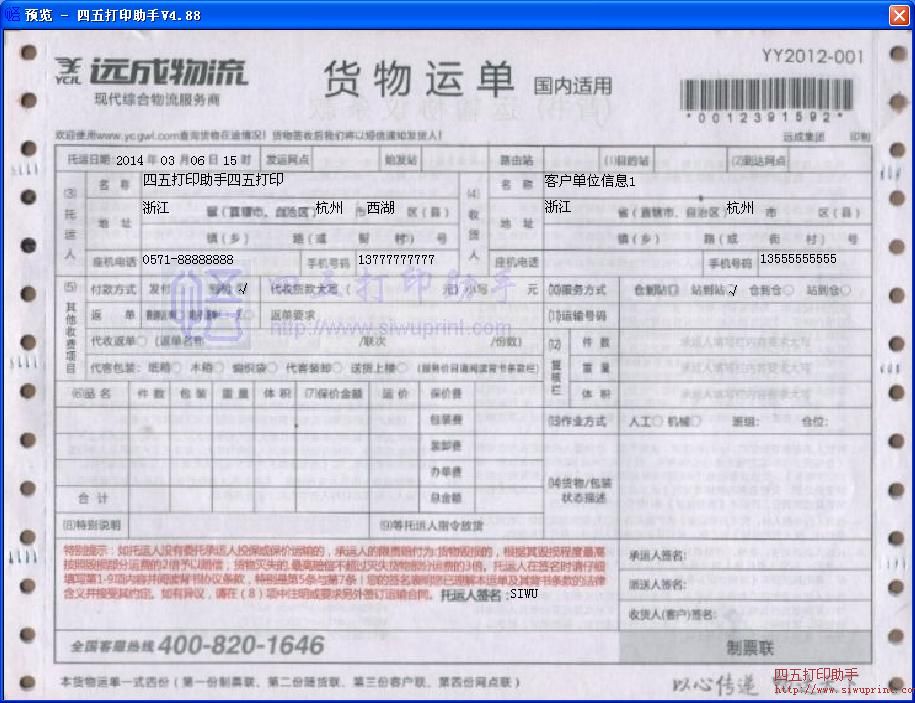 预览 - 四五打印助手V4.88
YCJL 远成物流
现代综合物流服务商
货物运单 国内适用
YY2012-001
*0012391592*
欢迎使用www.ycgwl.com查询货物在途情况！货物签收后我们将以短信通知发货人！
远成集团 印制
托运日期 2014 年 03 月 06 日 15 时 发运网点 始发站 路由站 (1)目的站 (2)到达网点
(3)托运人 名称 四五打印助手四五打印 (4)收货人 名称 客户单位信息1
地址 浙江 省（直辖市、自治区） 杭州 市 西湖 区（县） 地址 浙江 省（直辖市、自治区） 杭州 市 区（县）
镇（乡） 路（或 街 村） 号 镇（乡） 路（或 街 村） 号
座机电话 0571-88888888 手机号码 13777777777 座机电话 手机号码 13555555555
四五打印助手
http://www.siwuprint.com
(5)其他收费项目 付款方式 发付 √ 代收货款大写（ 元）小写 元 (10)服务方式 仓到站 站到站 √ 仓到仓 站到仓
返单 返单要求 (11)运输号码
代收返单 （返单名称 /联次 /份数） (12)复核栏 件数
代客包装： 纸箱 木箱 编织袋 代客装卸 送货上楼 （服务价目请阅读背书条款栏） 重量
体积
(6)品名 件数 包装 重量 体积 (7)保价金额 运价 保价费
包装费 (13)作业方式 人工 机械 班组： 仓位：
装卸费
办单费 (14)货物/包装状态描述
合计 总金额
(8)特别说明 (9)等托运人指令放货
特别提示：如托运人没有委托承运人投保或保价运输的，承运人的限责赔付为：货物毁损的，根据其毁损程度最高
按照毁损部分运费的2倍予以赔偿；货物灭失的，最高赔偿不超过灭失货物部分运费的3倍。托运人在签名时请仔细
填写第1-9项内容并阅读背书协议条款，特别是第5条与第7条！您的签名表明您已理解本运单及其背书条款的法律
含义并接受其约定。如有异议，请在（8）项中注明或要求另外签订运输合同。 托运人签名：SIWU
承运人签名：
派送人签名：
收货人（客户）签名：
全国客服热线 400-820-1646
制票联
本货物运单一式四份（第一份制票联、第二份随货联、第三份客户联、第四份网点联）
以心传递
四五打印助手
http://www.siwuprint.co